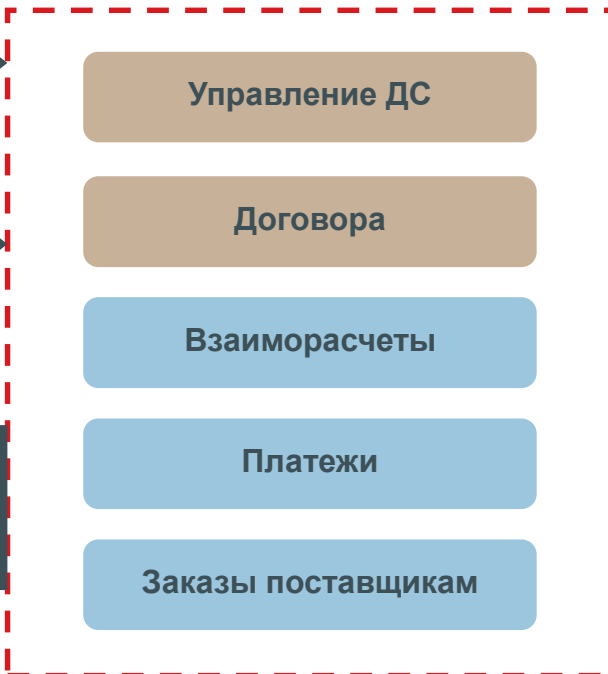 Управление ДС
Договора
Взаиморасчеты
Платежи
Заказы поставщикам